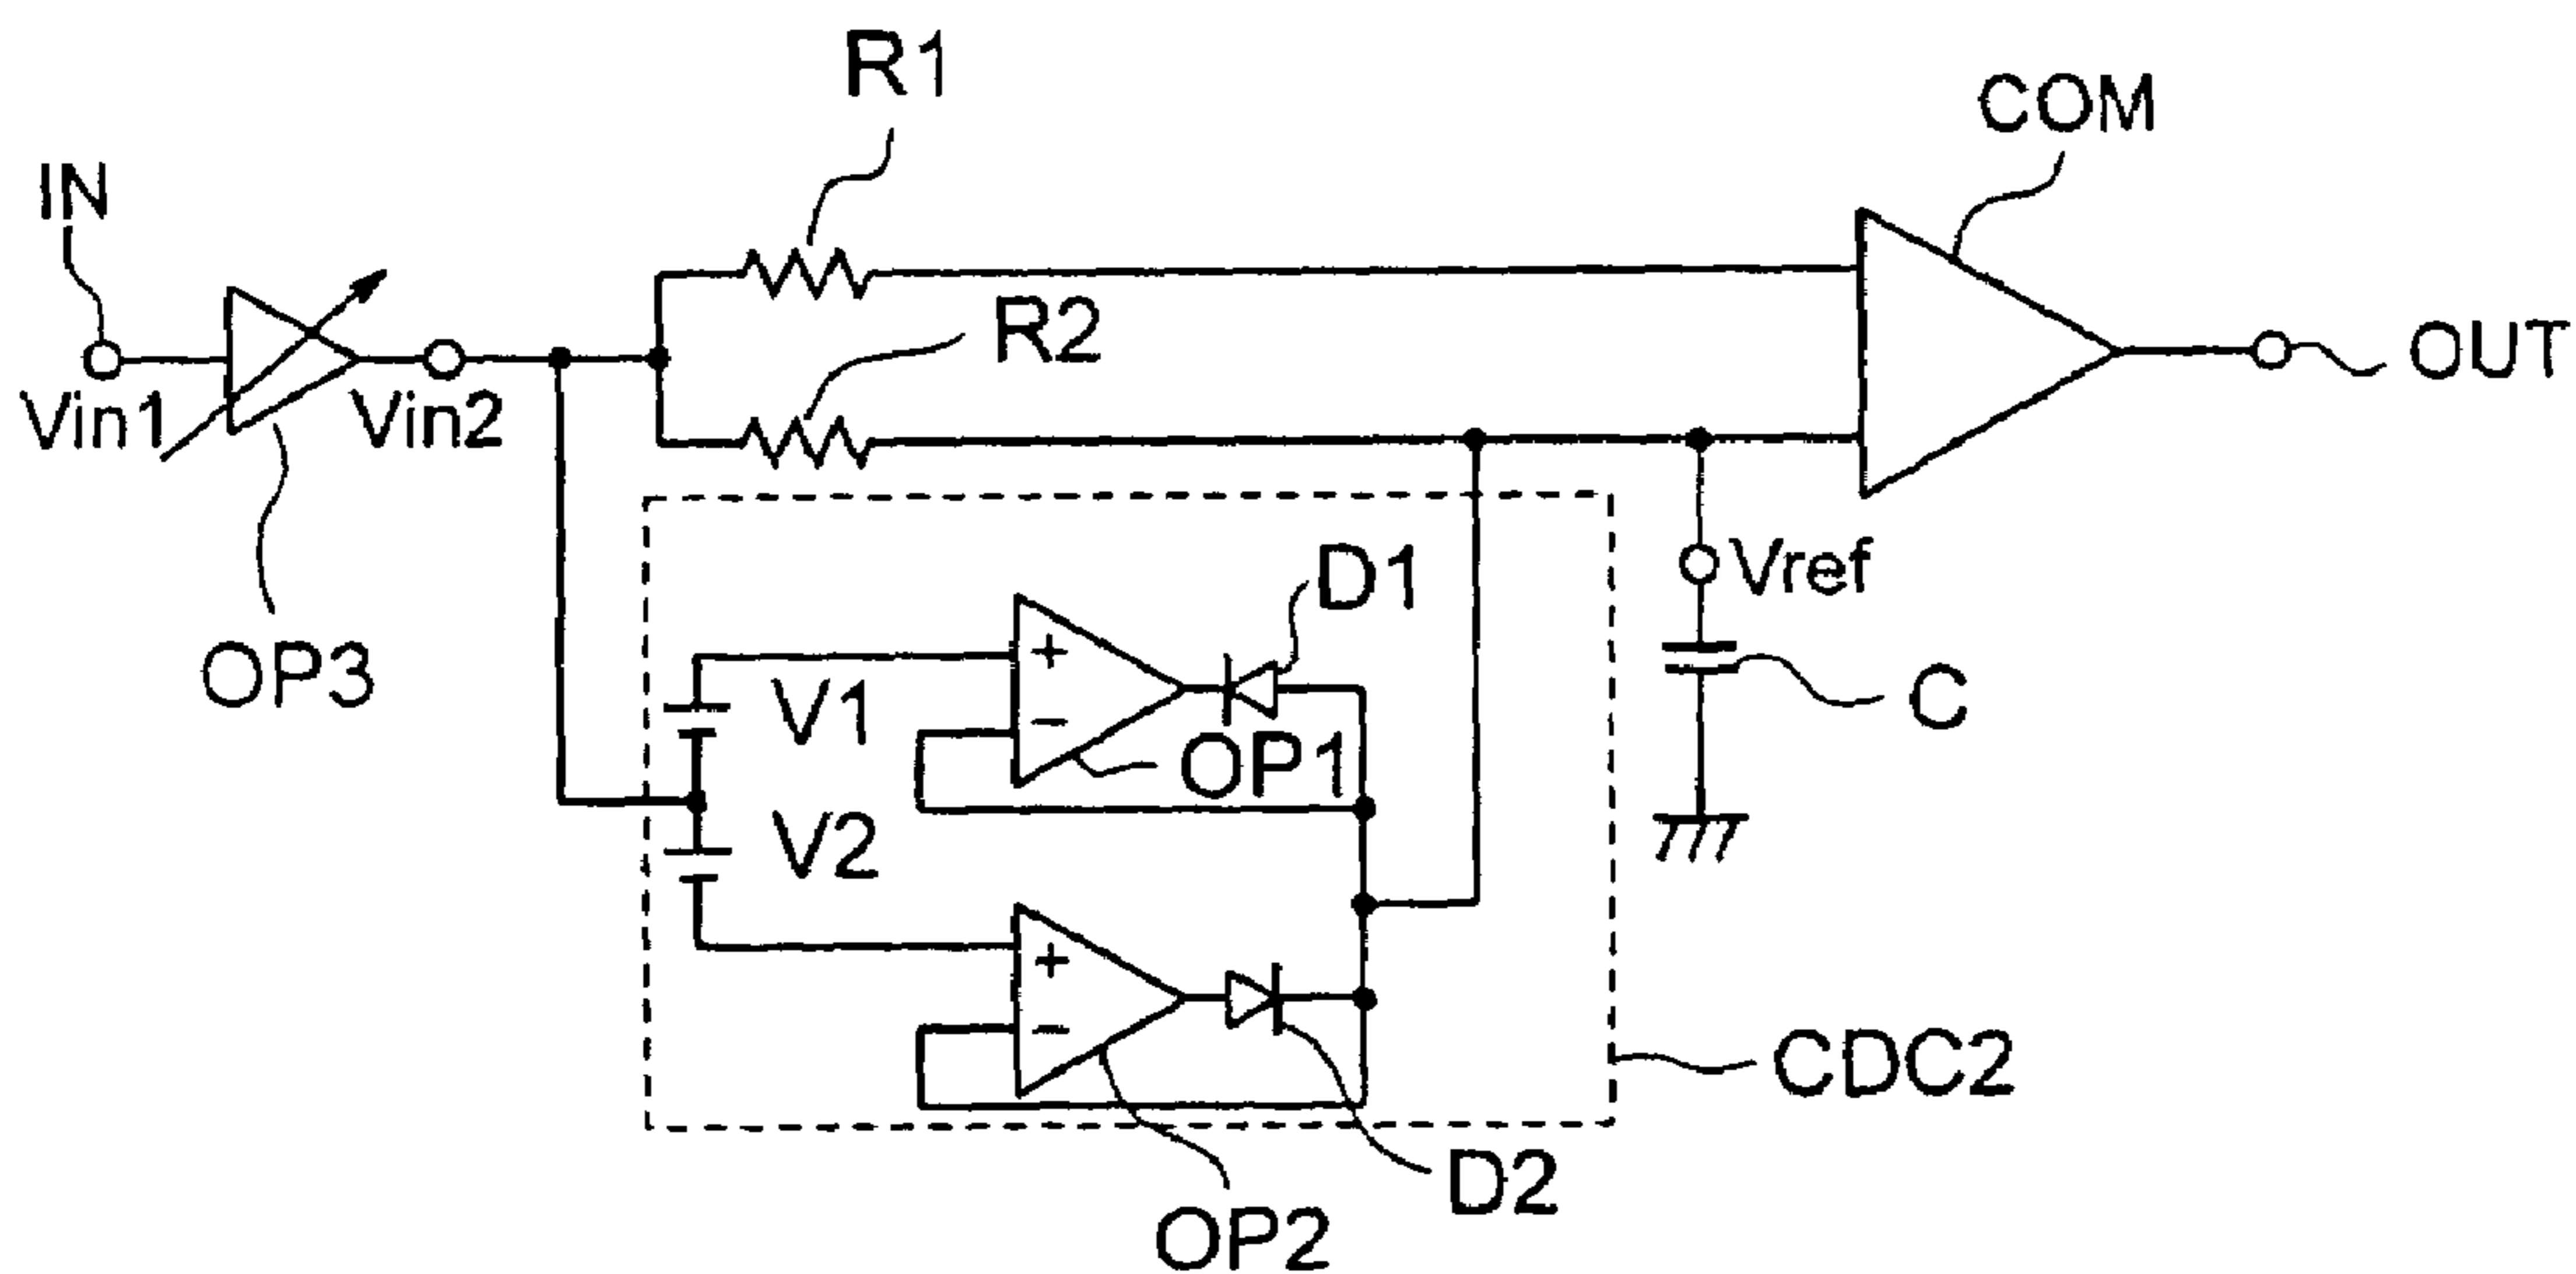 R1
COM
IN
R2
OUT
Vin1
Vin2
D1
Vref
+
OP3
V1
C
−
OP1
V2
+
−
CDC2
D2
OP2